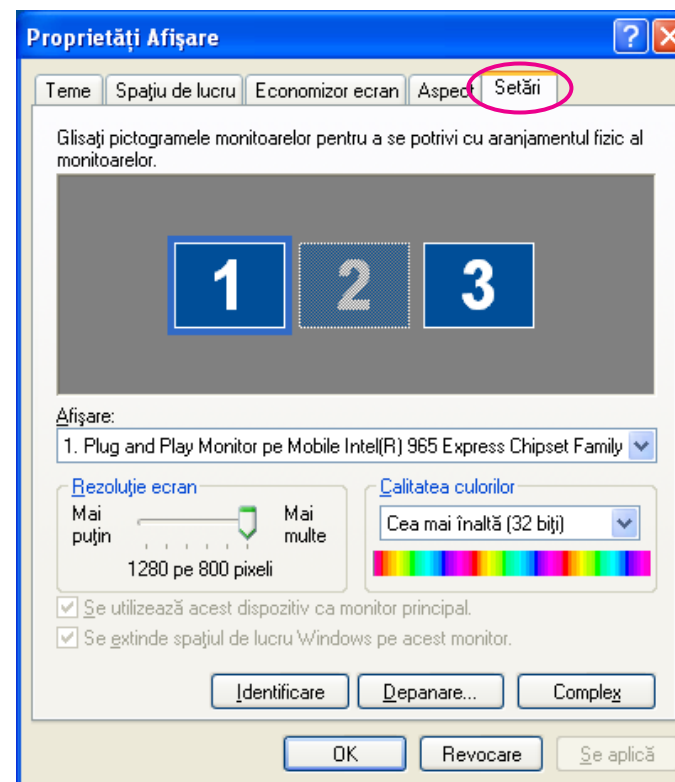 Proprietăți Afișare
Teme Spațiu de lucru Economizor ecran Aspect Setări
Glisați pictogramele monitoarelor pentru a se potrivi cu aranjamentul fizic al
monitoarelor.
1 2 3
Afișare:
1. Plug and Play Monitor pe Mobile Intel(R) 965 Express Chipset Family
Rezoluție ecran
Mai puțin
Mai multe
1280 pe 800 pixeli
Calitatea culorilor
Cea mai înaltă (32 biți)
Se utilizează acest dispozitiv ca monitor principal.
Se extinde spațiul de lucru Windows pe acest monitor.
Identificare Depanare... Complex
OK Revocare Se aplică